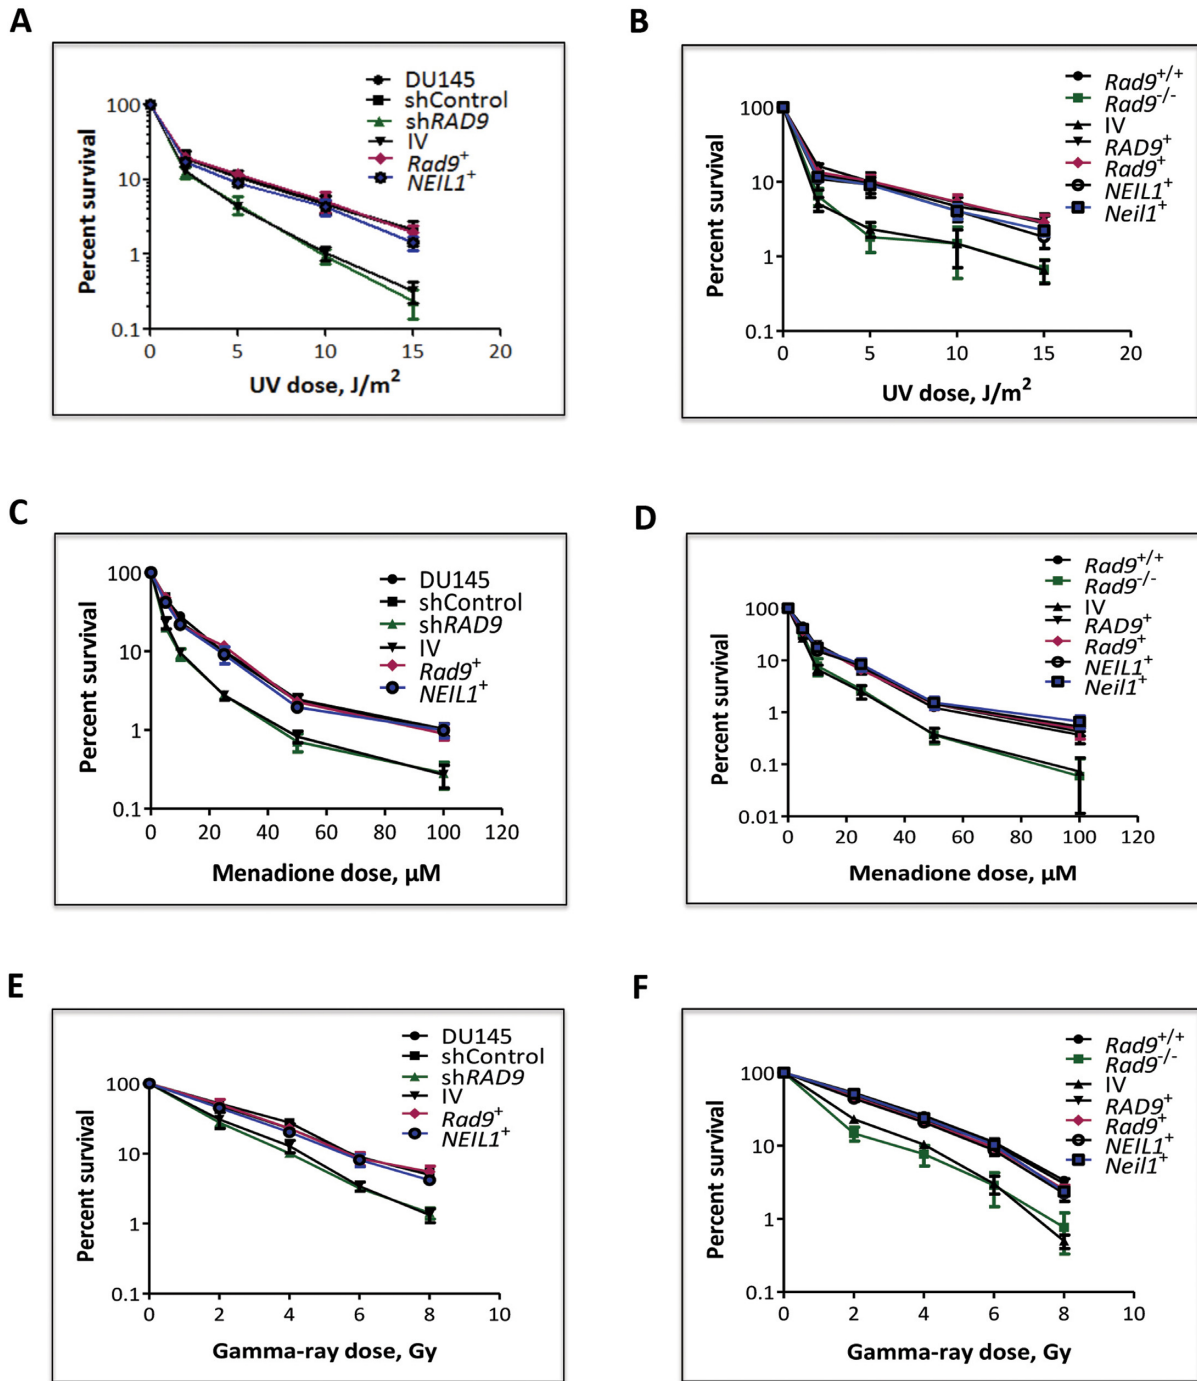 A
DU145
shControl
shRAD9
IV
Rad9+
NEIL1+
100
10
1
0.1
0
5
10
15
20
Percent survival
UV dose, J/m²
B
Rad9+/+
Rad9-/-
IV
RAD9+
Rad9+
NEIL1+
Neil1+
100
10
1
0.1
0
5
10
15
20
Percent survival
UV dose, J/m²
C
DU145
shControl
shRAD9
IV
Rad9+
NEIL1+
100
10
1
0.1
0
20
40
60
80
100
120
Percent survival
Menadione dose, μM
D
Rad9+/+
Rad9-/-
IV
RAD9+
Rad9+
NEIL1+
Neil1+
100
10
1
0.1
0.01
0
20
40
60
80
100
120
Percent survival
Menadione dose, μM
E
DU145
shControl
shRAD9
IV
Rad9+
NEIL1+
100
10
1
0.1
0
2
4
6
8
10
Percent survival
Gamma-ray dose, Gy
F
Rad9+/+
Rad9-/-
IV
RAD9+
Rad9+
NEIL1+
Neil1+
100
10
1
0.1
0
2
4
6
8
10
Percent survival
Gamma-ray dose, Gy